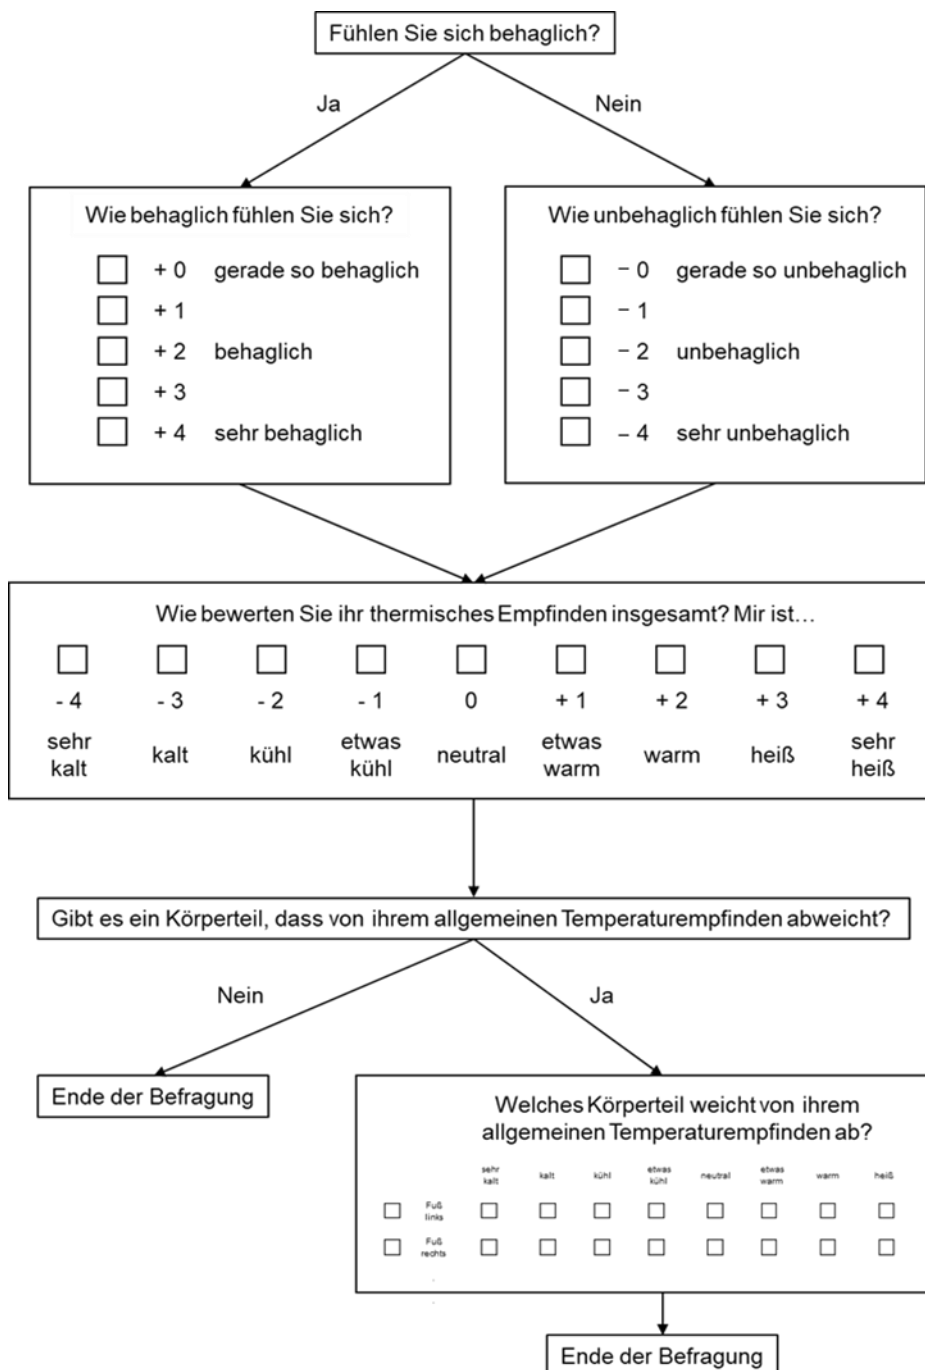 Fühlen Sie sich behaglich?
Ja
Nein
Wie behaglich fühlen Sie sich?
+ 0 gerade so behaglich
+ 1
+ 2 behaglich
+ 3
+ 4 sehr behaglich
Wie unbehaglich fühlen Sie sich?
– 0 gerade so unbehaglich
– 1
– 2 unbehaglich
– 3
– 4 sehr unbehaglich
Wie bewerten Sie ihr thermisches Empfinden insgesamt? Mir ist…
- 4 - 3 - 2 - 1 0 + 1 + 2 + 3 + 4
sehr kalt kalt kühl etwas kühl neutral etwas warm warm heiß sehr heiß
Gibt es ein Körperteil, dass von ihrem allgemeinen Temperaturempfinden abweicht?
Nein
Ja
Ende der Befragung
Welches Körperteil weicht von ihrem
allgemeinen Temperaturempfinden ab?
sehr kalt kalt kühl etwas kühl neutral etwas warm warm heiß
Fuß links
Fuß rechts
.
.
Ende der Befragung